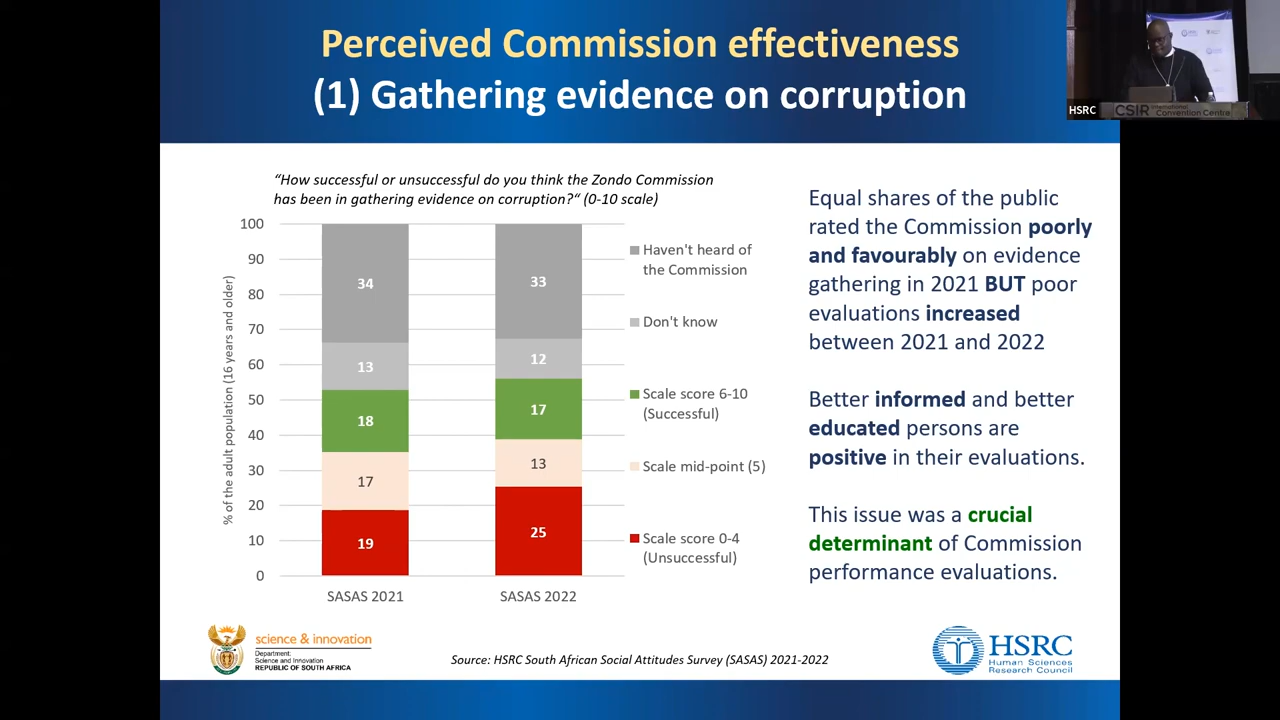 Perceived Commission effectiveness
(1) Gathering evidence on corruption
HSRC
CSIR International
Convention Centre
“How successful or unsuccessful do you think the Zondo Commission
has been in gathering evidence on corruption?“ (0-10 scale)
% of the adult population (16 years and older)
100
90
80
70
60
50
40
30
20
10
0
34
13
18
17
19
33
12
17
13
25
SASAS 2021
SASAS 2022
Haven't heard of
the Commission
Don't know
Scale score 6-10
(Successful)
Scale mid-point (5)
Scale score 0-4
(Unsuccessful)
Equal shares of the public
rated the Commission poorly
and favourably on evidence
gathering in 2021 BUT poor
evaluations increased
between 2021 and 2022
Better informed and better
educated persons are
positive in their evaluations.
This issue was a crucial
determinant of Commission
performance evaluations.
science & innovation
Department:
Science and Innovation
REPUBLIC OF SOUTH AFRICA
Source: HSRC South African Social Attitudes Survey (SASAS) 2021-2022
HSRC
Human Sciences
Research Council